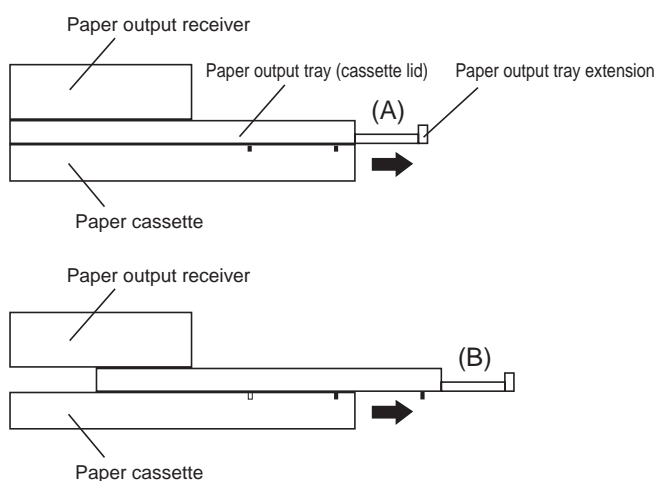 Paper output receiver
Paper output tray (cassette lid)
Paper output tray extension
(A)
Paper cassette
Paper output receiver
(B)
Paper cassette